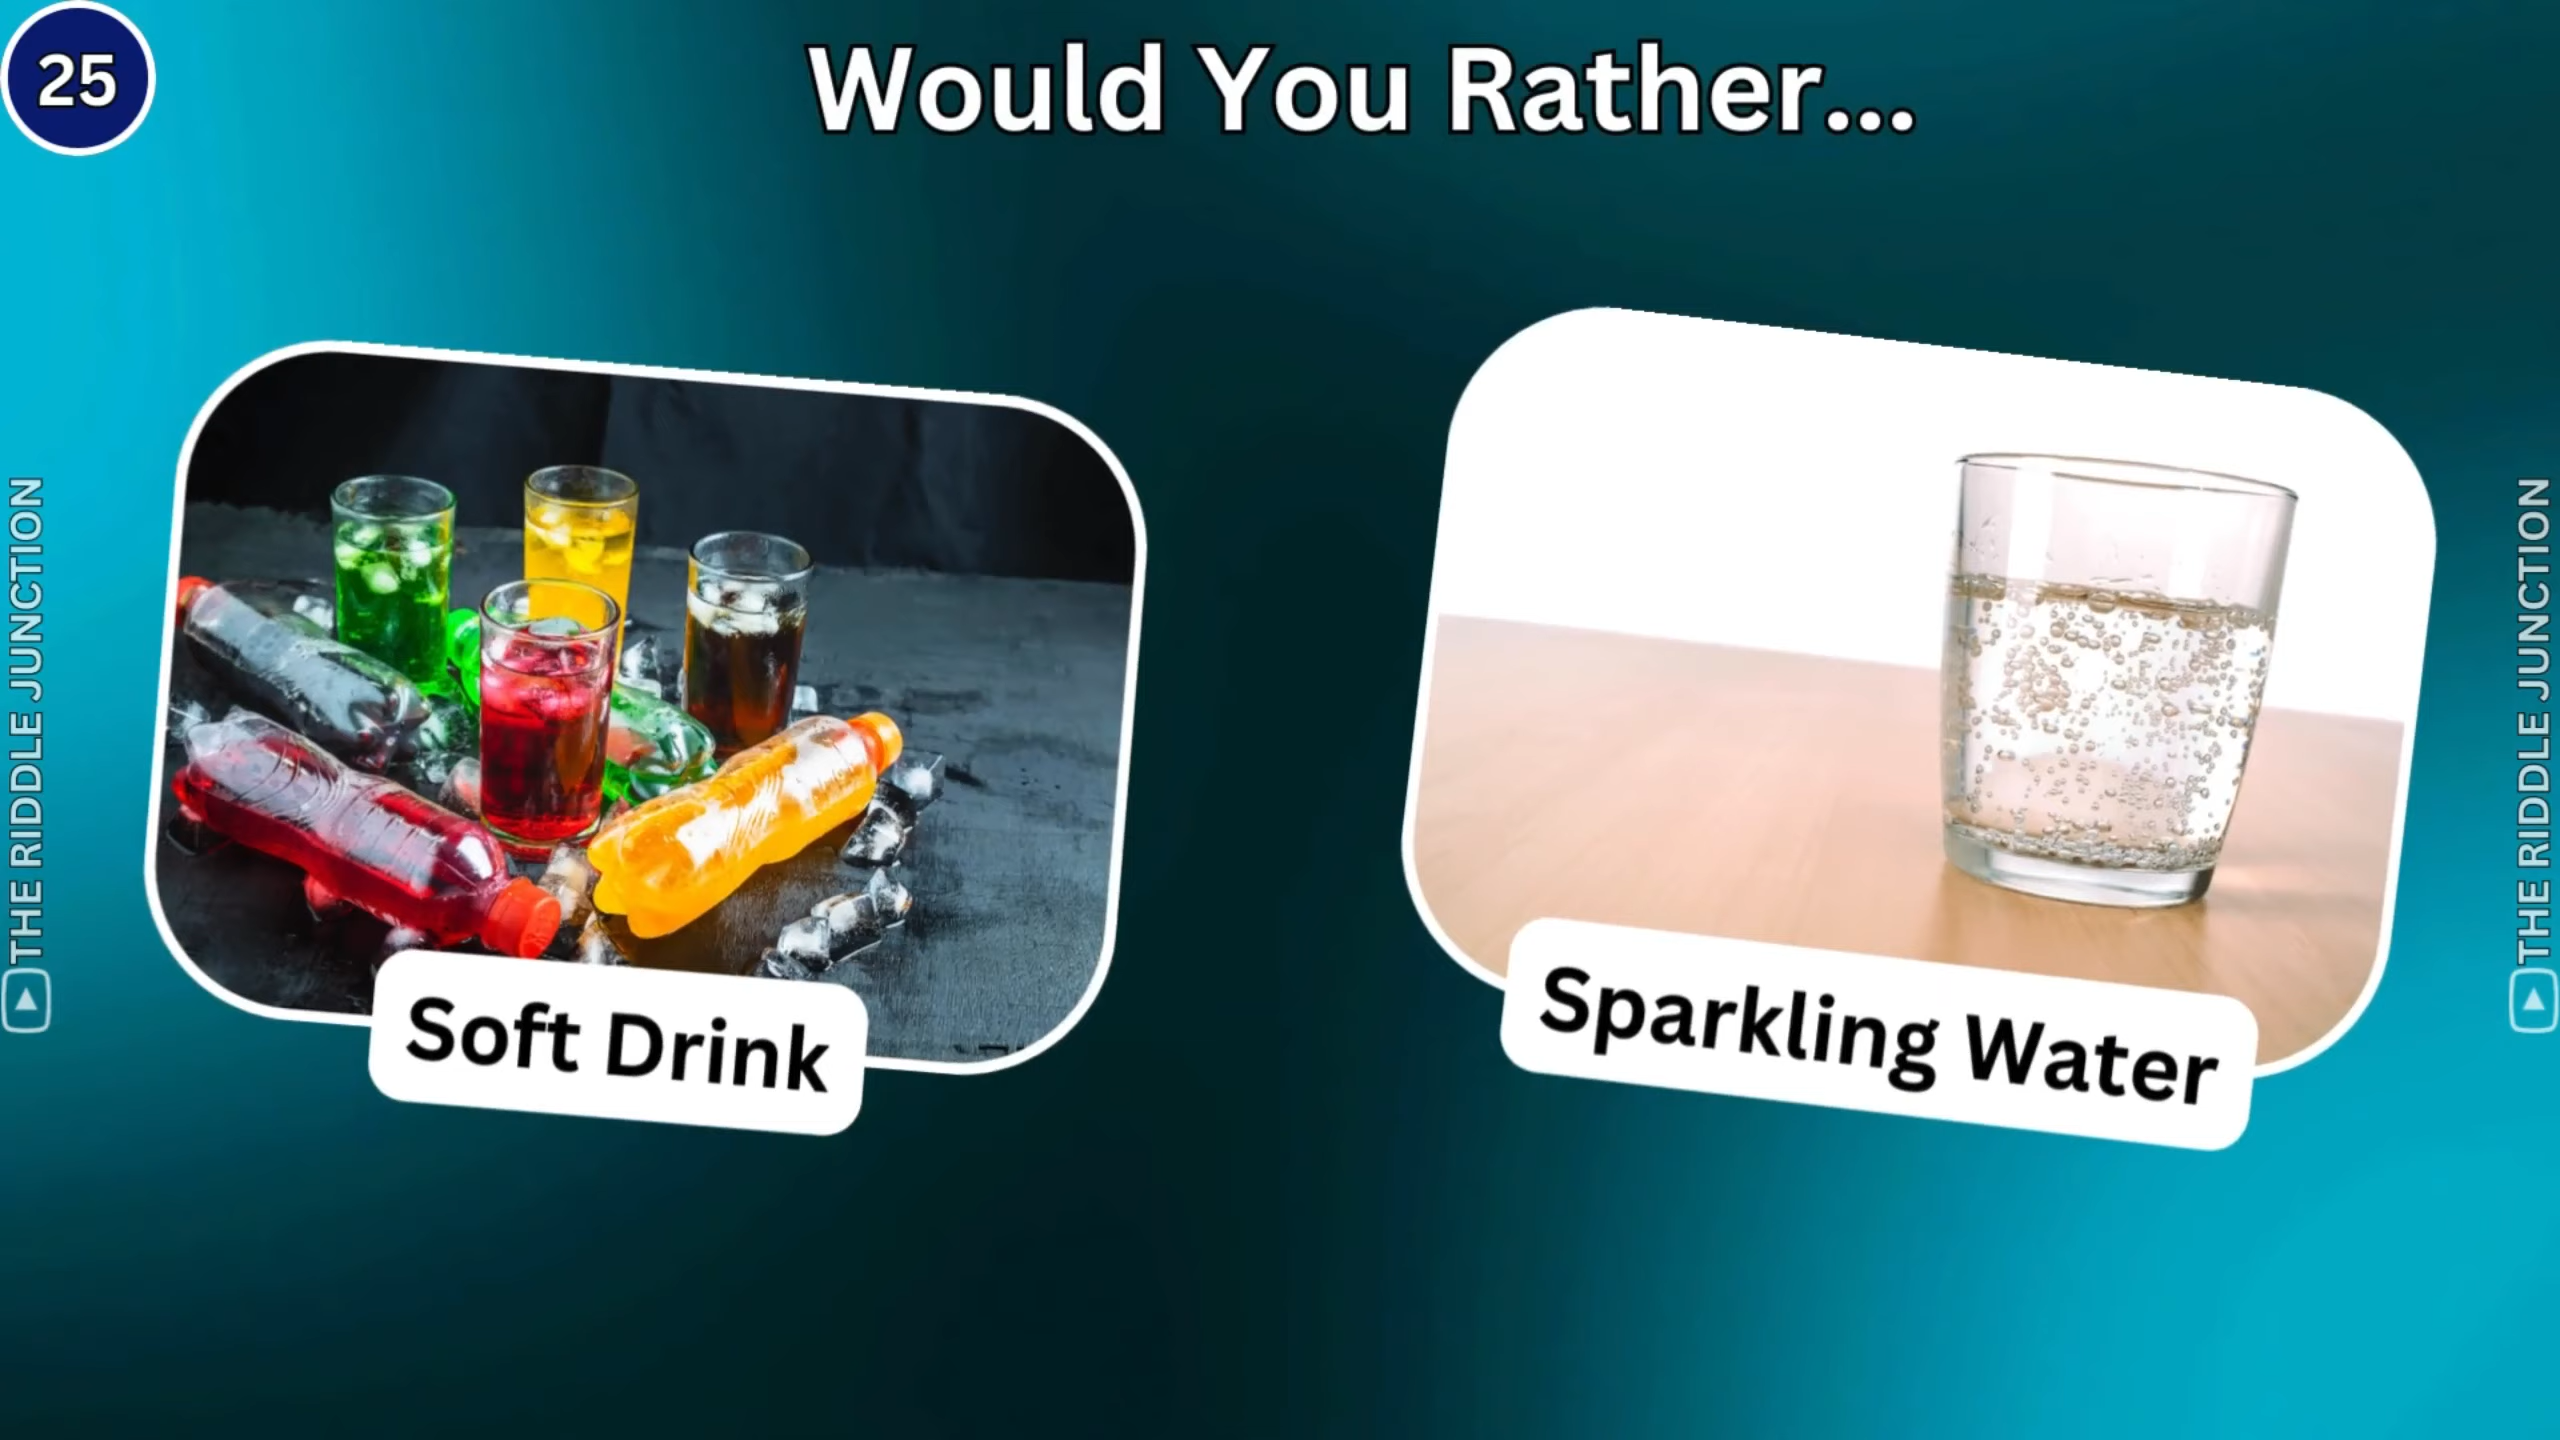 25
Would You Rather...
Soft Drink
Sparkling Water
THE RIDDLE JUNCTION
THE RIDDLE JUNCTION